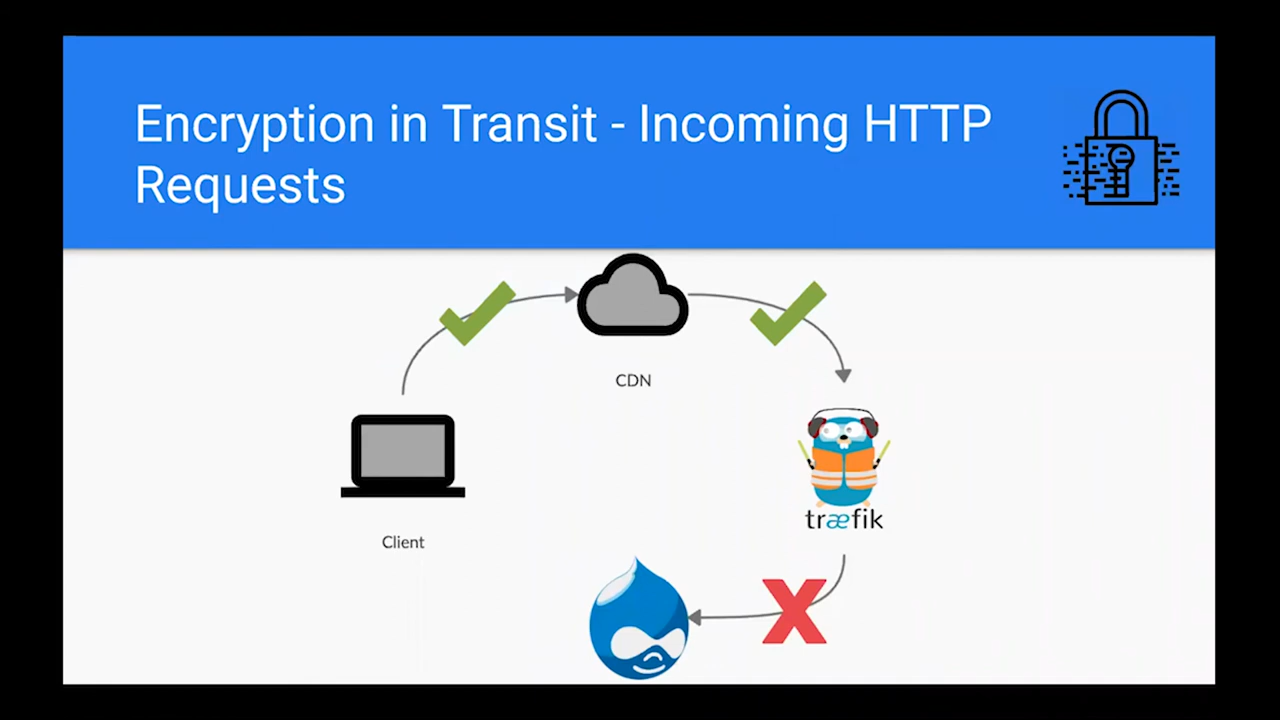 Encryption in Transit - Incoming HTTP
Requests
CDN
træfik
Client